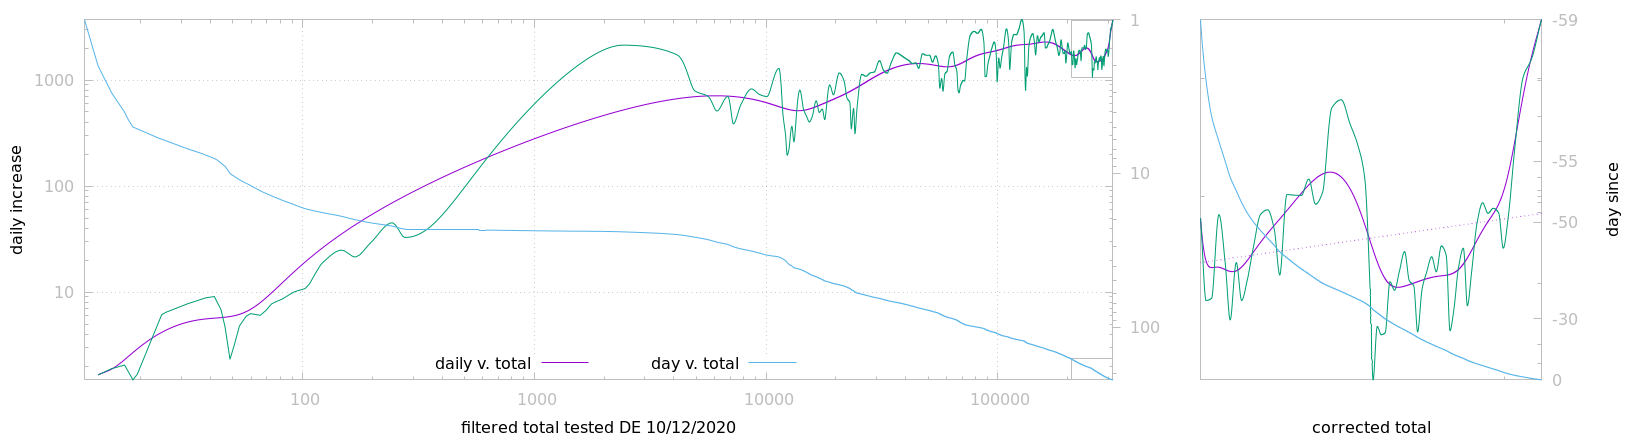 1000
100
10
daily increase
daily v. total
day v. total
100
1000
10000
100000
filtered total tested DE 10/12/2020
1
10
100
-59
-55
-50
-30
0
day since
corrected total